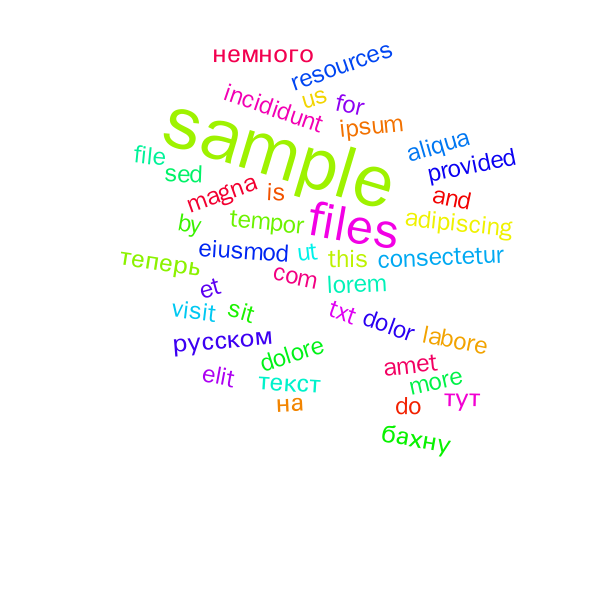 немного
resources
incididunt
us
for
sample
ipsum
aliqua
file
sed
provided
magna
is
and
by
tempor
files
adipiscing
теперь
eiusmod
ut
this
consectetur
com
lorem
et
visit
sit
txt
dolor
labore
русском
dolore
amet
elit
текст
more
на
do
тут
бахну